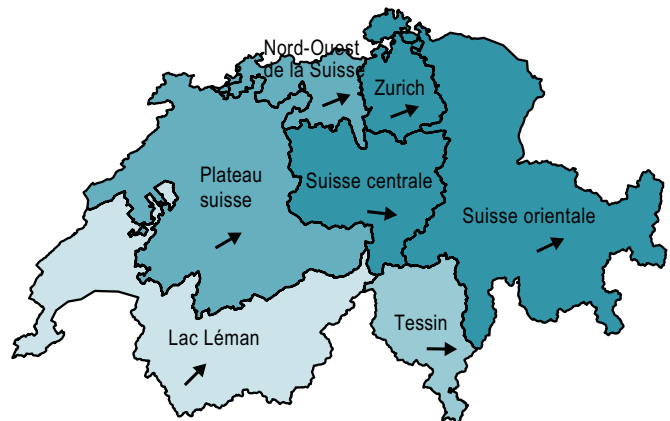 Nord-Ouest
de la Suisse
Zurich
Plateau
suisse
Suisse centrale
Suisse orientale
Tessin
Lac Léman